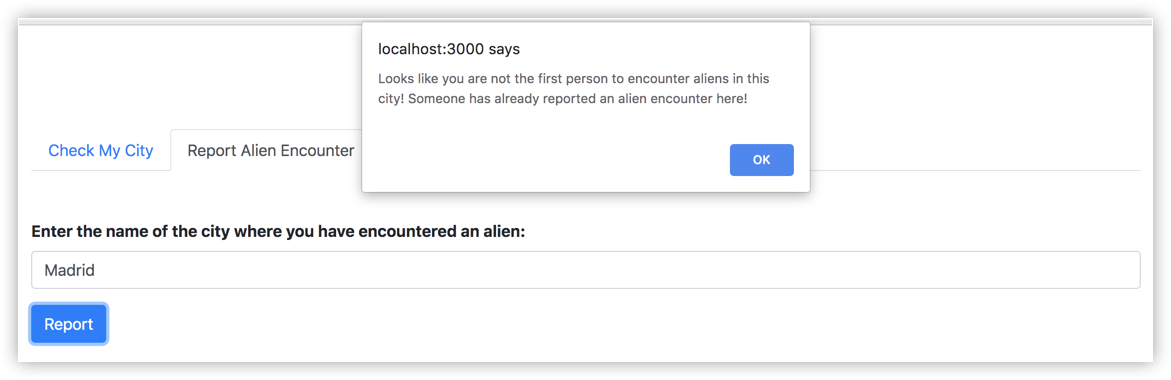 localhost:3000 says
Looks like you are not the first person to encounter aliens in this
city! Someone has already reported an alien encounter here!
OK
Check My City
Report Alien Encounter
Enter the name of the city where you have encountered an alien:
Madrid
Report